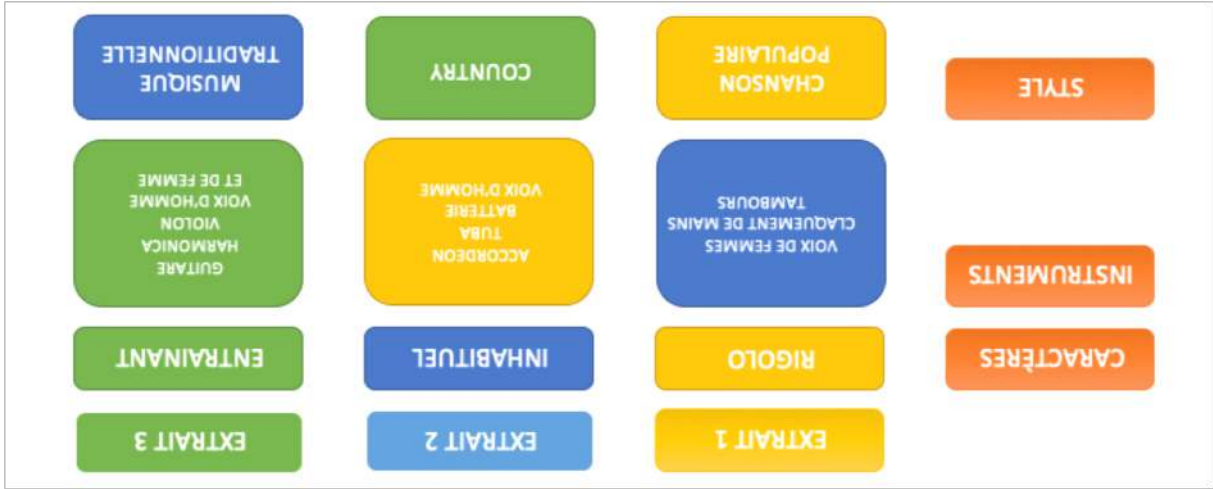 EXTRAIT 1
EXTRAIT 2
EXTRAIT 3
CARACTÈRES
RIGOLO
INHABITUEL
ENTRAINANT
INSTRUMENTS
VOIX DE FEMMES
CLAQUEMENT DE MAINS
TAMBOURS
ACCORDEON
TUBA
BATTERIE
VOIX D'HOMME
GUITARE
HARMONICA
VIOLON
VOIX D'HOMME
ET DE FEMME
STYLE
CHANSON
POPULAIRE
COUNTRY
MUSIQUE
TRADITIONNELLE